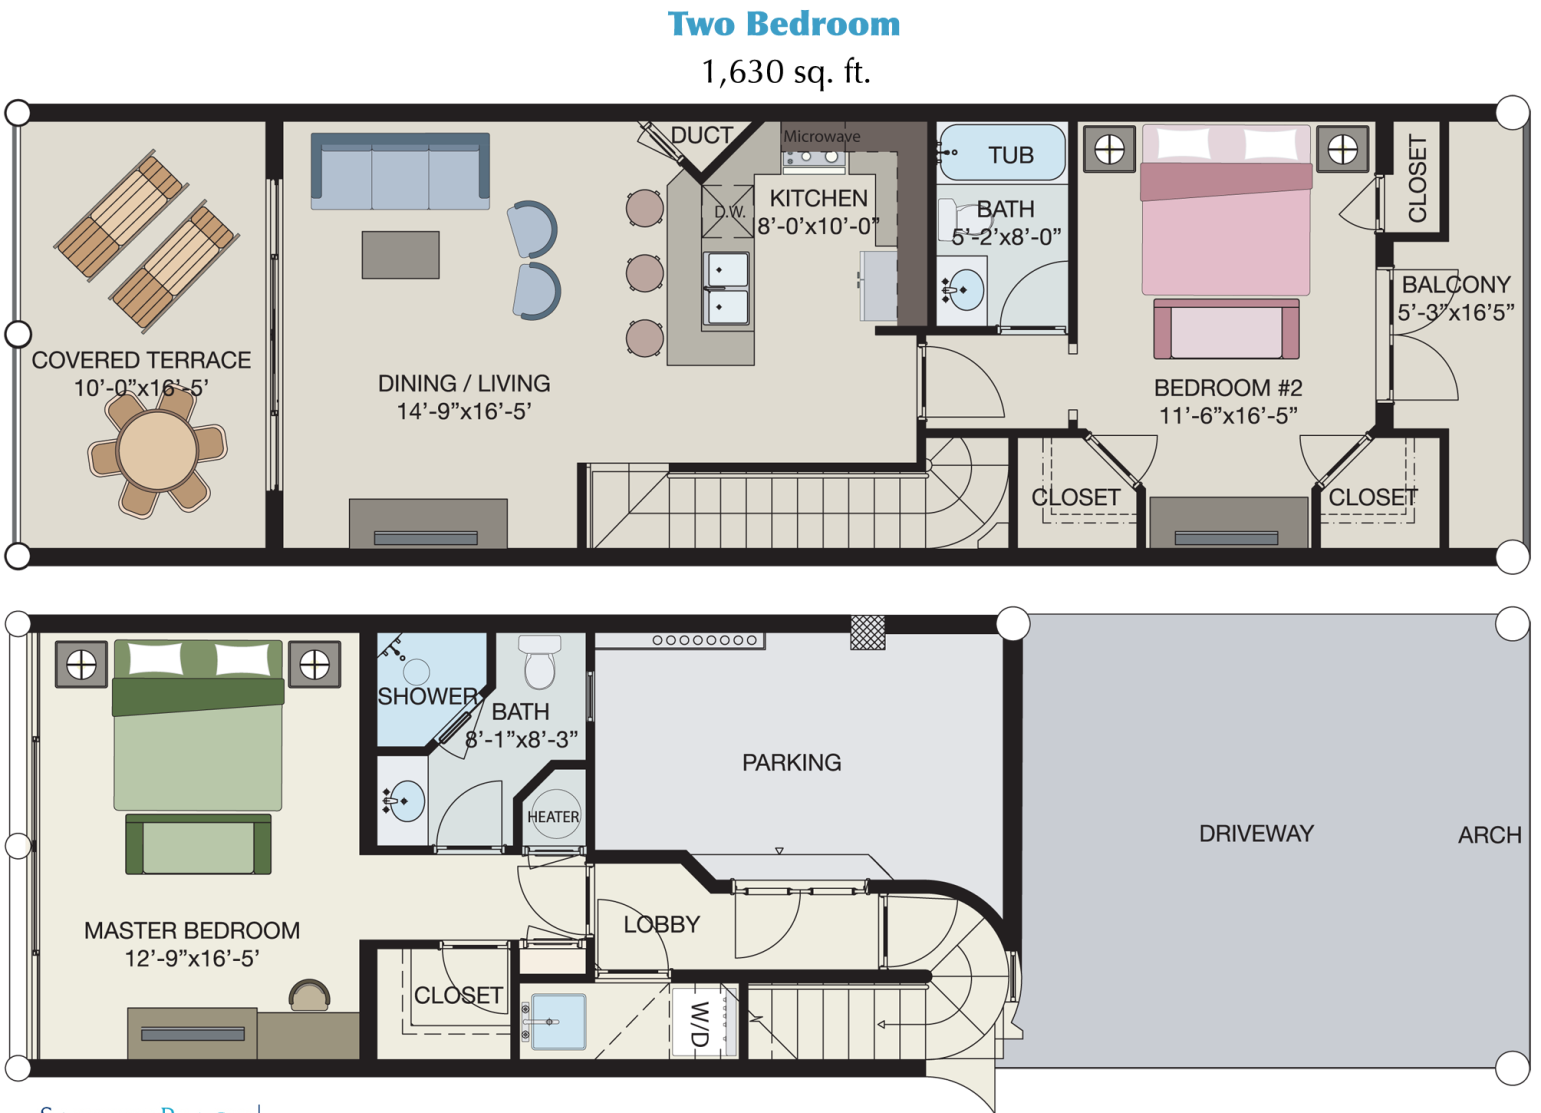 Two Bedroom
1,630 sq. ft.
DUCT
Microwave
TUB
CLOSET
KITCHEN
8’-0’x10’-0”
D.W.
BATH
5’-2’x8’-0”
BALCONY
5’-3”x16’5”
COVERED TERRACE
10’-0”x16’-5’
DINING / LIVING
14’-9”x16’-5’
BEDROOM #2
11’-6”x16’-5”
CLOSET
CLOSET
SHOWER
BATH
8’-1”x8’-3”
PARKING
HEATER
DRIVEWAY
ARCH
MASTER BEDROOM
12’-9”x16’-5’
LOBBY
CLOSET
W/D